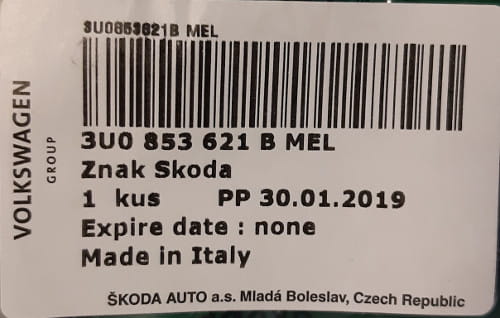 3U0853621B MEL
3U0 853 621 B MEL
Znak Skoda
1 kus PP 30.01.2019
Expire date : none
Made in Italy
ŠKODA AUTO a.s. Mladá Boleslav, Czech Republic
VOLKSWAGEN
GROUP